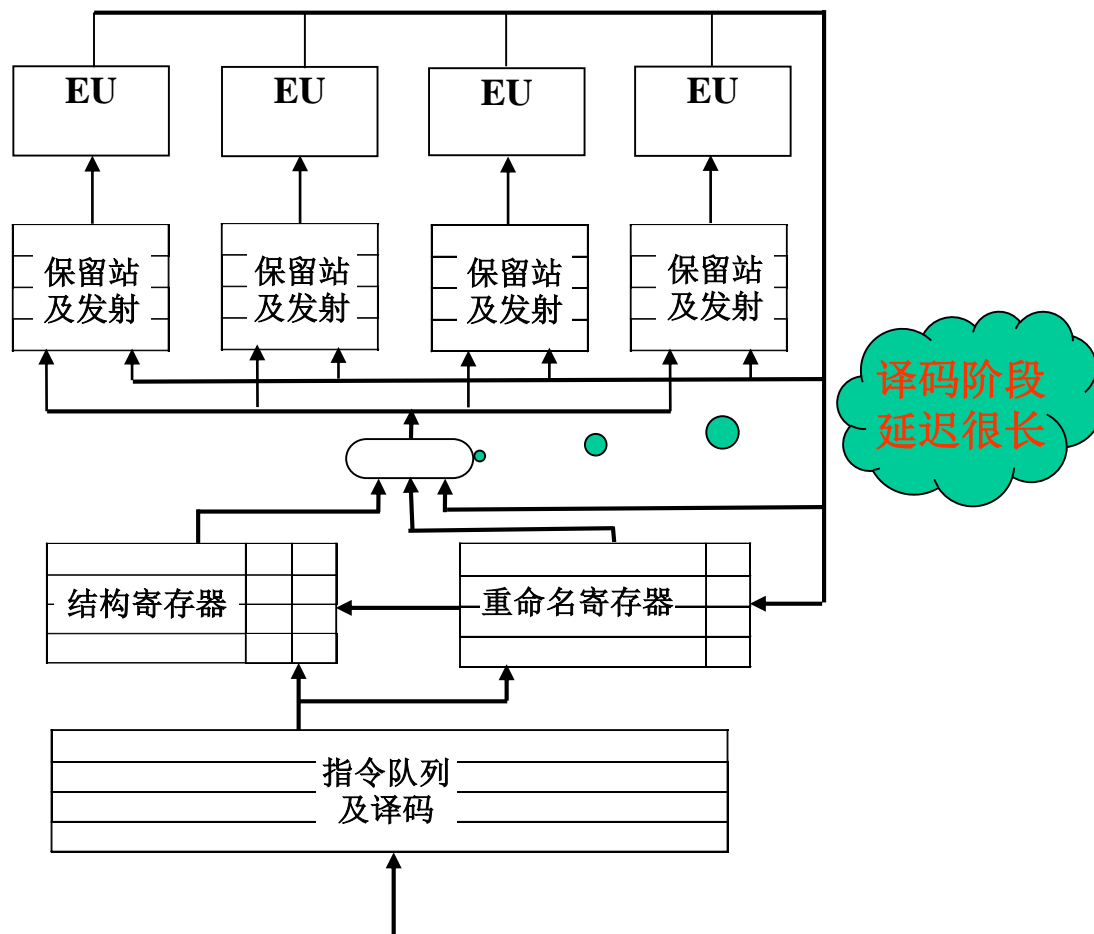 EU
EU
EU
EU
保留站
及发射
保留站
及发射
保留站
及发射
保留站
及发射
译码阶段
延迟很长
结构寄存器
重命名寄存器
指令队列
及译码